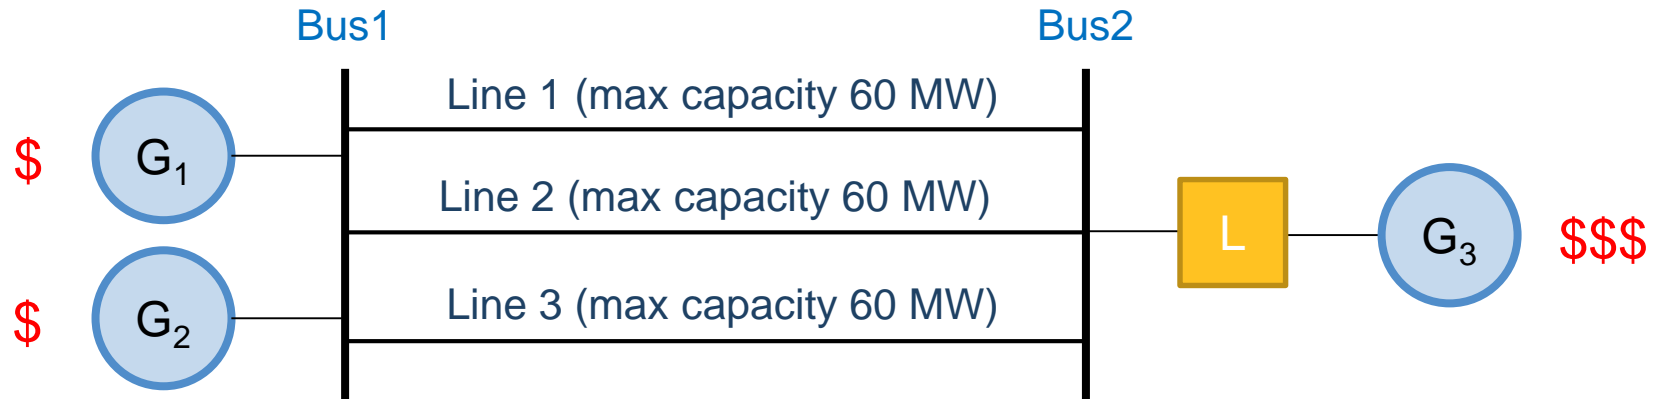 Bus1
Bus2
Line 1 (max capacity 60 MW)
$
G₁
Line 2 (max capacity 60 MW)
L
G₃
$$$
Line 3 (max capacity 60 MW)
$
G₂